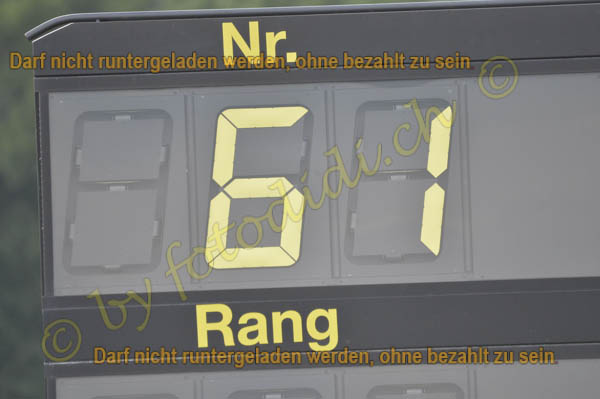 Nr.
Darf nicht runtergeladen werden, ohne bezahlt zu sein
61
© by fotodidi.ch ©
Rang
Darf nicht runtergeladen werden, ohne bezahlt zu sein.